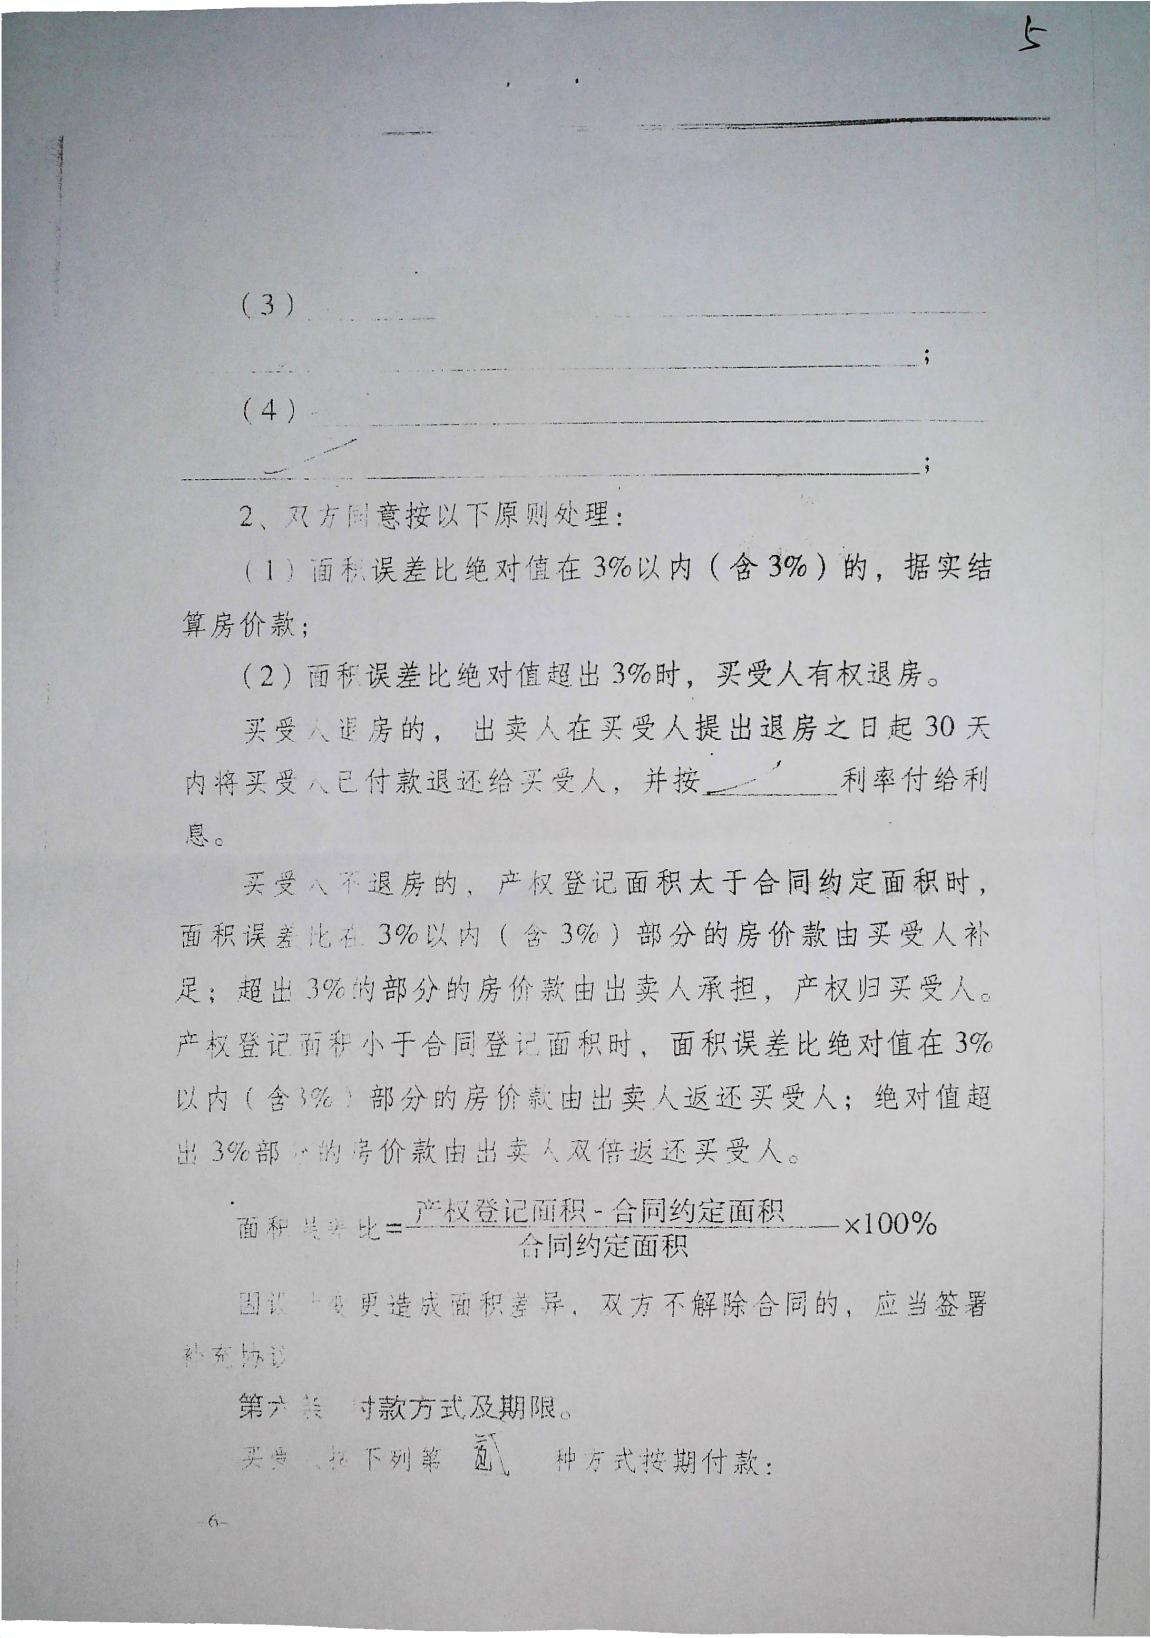 5
(3)
;
(4)
;
2、双方同意按以下原则处理：
(1)面积误差比绝对值在3%以内(含3%)的，据实结
算房价款；
(2)面积误差比绝对值超出3%时，买受人有权退房。
买受人退房的，出卖人在买受人提出退房之日起30天
内将买受人已付款退还给买受人，并按 利率付给利
息。
买受人不退房的，产权登记面积大于合同约定面积时，
面积误差比在3%以内(含3%)部分的房价款由买受人补
足；超出3%的部分的房价款由出卖人承担，产权归买受人。
产权登记面积小于合同登记面积时，面积误差比绝对值在3%
以内(含3%)部分的房价款由出卖人返还买受人；绝对值超
出3%部分的房价款由出卖人双倍返还买受人。
面积误差比=产权登记面积-合同约定面积×100%
合同约定面积
因设计变更造成面积差异，双方不解除合同的，应当签署
补充协议
第六条 付款方式及期限。
买受人按下列第 贰 种方式按期付款：
-6-